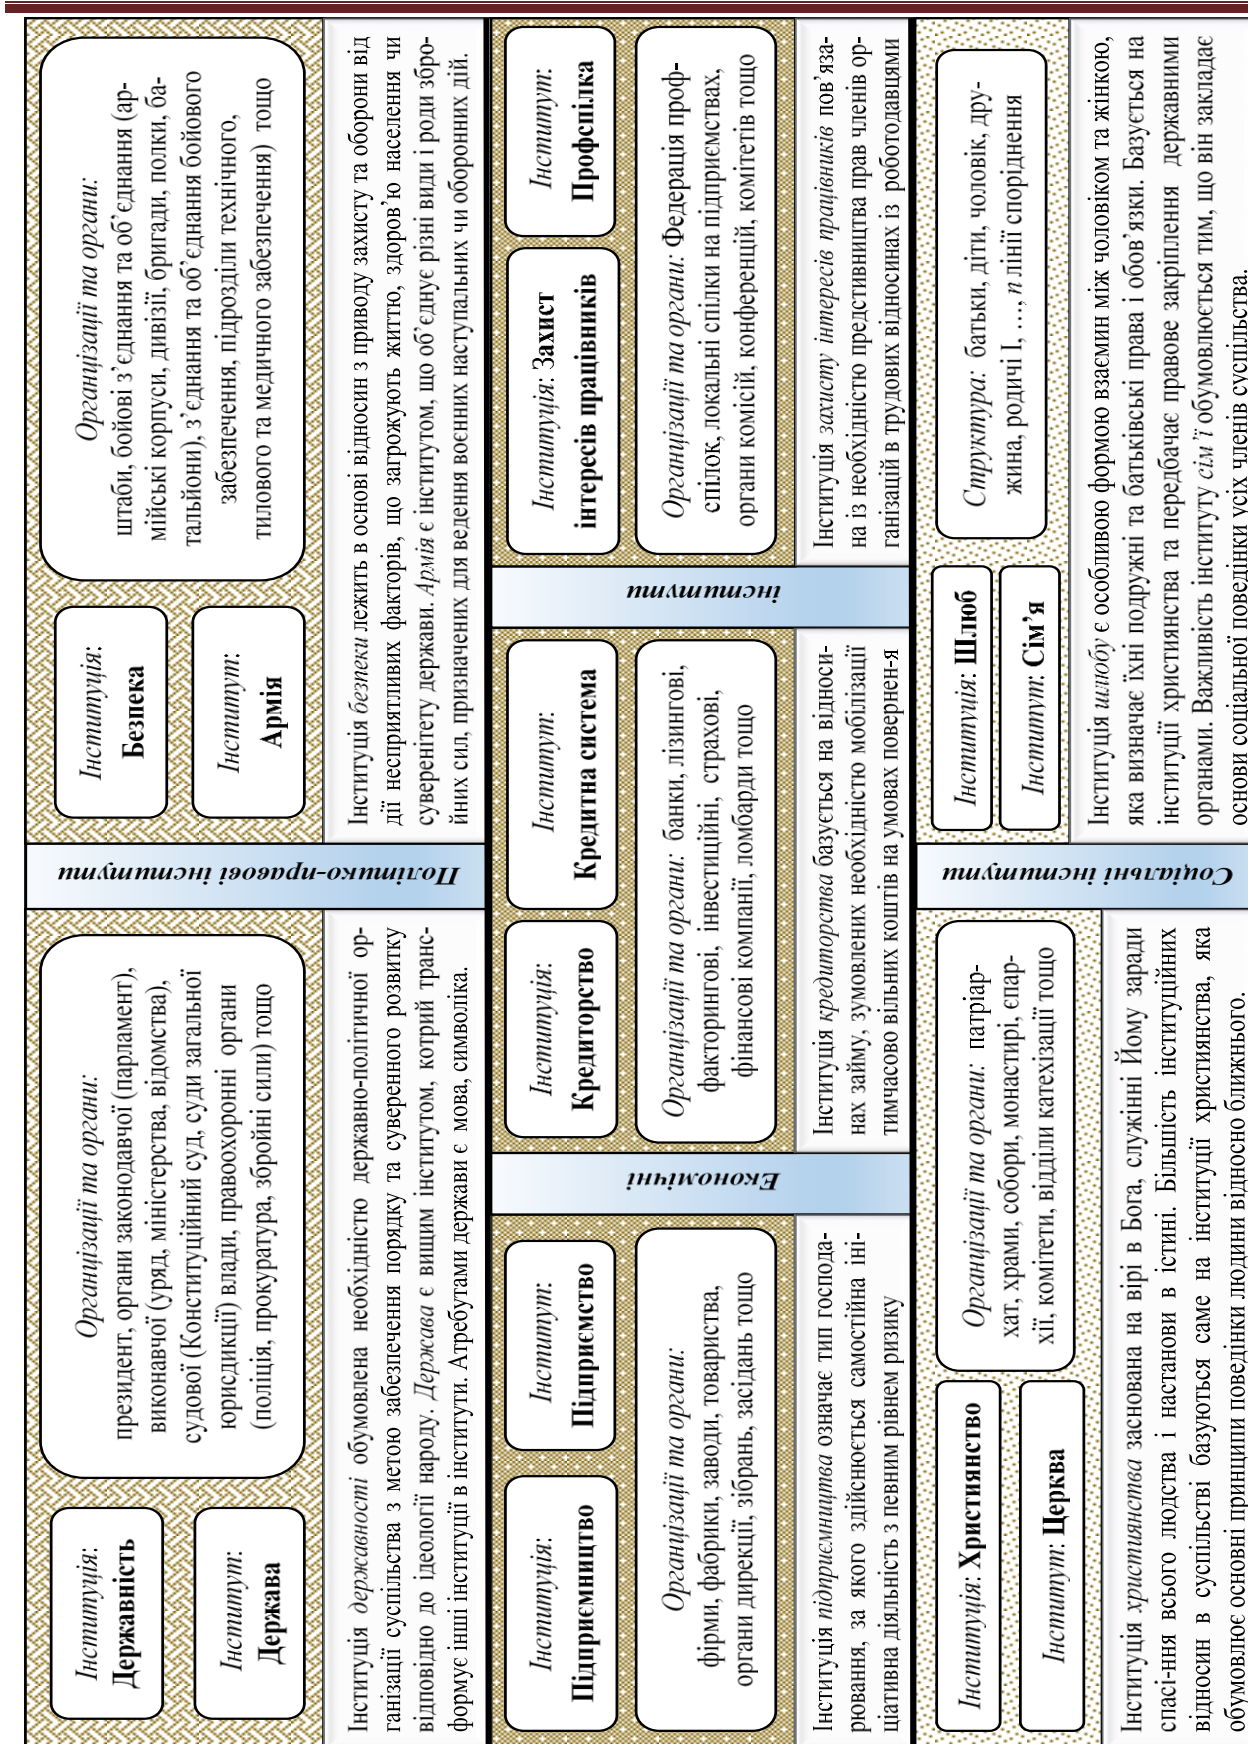 Політико-правові інститути
Інституція:
Державність
Інститут:
Держава
Організації та органи:
президент, органи законодавчої (парламент),
виконавчої (уряд, міністерства, відомства),
судової (Конституційний суд, суди загальної
юрисдикції) влади, правоохоронні органи
(поліція, прокуратура, збройні сили) тощо
Інституція державності обумовлена необхідністю державно-політичної ор-
ганізації суспільства з метою забезпечення порядку та суверенного розвитку
відповідно до ідеології народу. Держава є вищим інститутом, котрий транс-
формує інші інституції в інститути. Атребутами держави є мова, символіка.
Інституція:
Безпека
Інститут:
Армія
Організації та органи:
штаби, бойові з’єднання та об’єднання (ар-
мійські корпуси, дивізії, бригади, полки, ба-
тальйони), з’єднання та об’єднання бойового
забезпечення, підрозділи технічного,
тилового та медичного забезпечення) тощо
Інституція безпеки лежить в основі відносин з приводу захисту та оборони від
дії несприятливих факторів, що загрожують життю, здоров’ю населення чи
суверенітету держави. Армія є інститутом, що об’єднує різні види і роди збро-
йних сил, призначених для ведення воєнних наступальних чи оборонних дій.
Економічні
інститути
Інституція:
Підприємництво
Інститут:
Підприємство
Організації та органи:
фірми, фабрики, заводи, товариства,
органи дирекції, зібрань, засідань тощо
Інституція підприємництва означає тип господа-
рювання, за якого здійснюється самостійна іні-
ціативна діяльність з певним рівнем ризику
Інституція:
Кредиторство
Інститут:
Кредитна система
Організації та органи: банки, лізингові,
факторингові, інвестиційні, страхові,
фінансові компанії, ломбарди тощо
Інституція кредиторства базується на відноси-
нах займу, зумовлених необхідністю мобілізації
тимчасово вільних коштів на умовах повернен-я
Інституція: Захист
інтересів працівників
Інститут:
Профспілка
Організації та органи: Федерація проф-
спілок, локальні спілки на підприємствах,
органи комісій, конференцій, комітетів тощо
Інституція захисту інтересів працівників пов’яза-
на із необхідністю предстивництва прав членів ор-
ганізацій в трудових відносинах із роботодавцями
Соціальні інститути
Інституція: Християнство
Інститут: Церква
Організації та органи: патріар-
хат, храми, собори, монастирі, єпар-
хії, комітети, відділи катехізації тощо
Інституція християнства заснована на вірі в Бога, служінні Йому заради
спасі-ння всього людства і настанови в істині. Більшість інституційних
відносин в суспільстві базуються саме на інституції християнства, яка
обумовлює основні принципи поведінки людини відносно ближнього.
Інституція: Шлюб
Інститут: Сім’я
Структура: батьки, діти, чоловік, дру-
жина, родичі І, …, n лінії споріднення
Інституція шлюбу є особливою формою взаємин між чоловіком та жінкою,
яка визначає їхні подружні та батьківські права і обов’язки. Базується на
інституції християнства та передбачає правове закріплення державними
органами. Важливість інституту сім’ї обумовлюється тим, що він закладає
основи соціальної поведінки усіх членів суспільства.